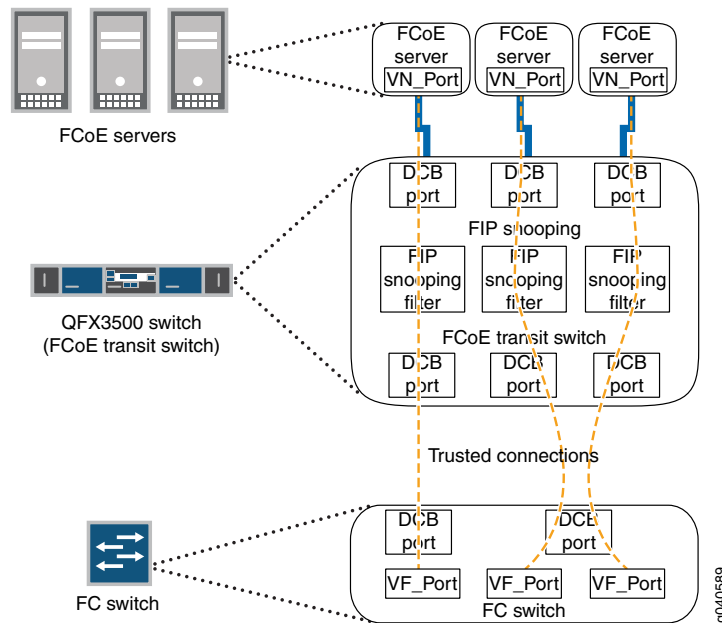 FCoE
server
VN_Port
FCoE
server
VN_Port
FCoE
server
VN_Port
FCoE servers
DCB
port
DCB
port
DCB
port
FIP snooping
FIP
snooping
filter
FIP
snooping
filter
FIP
snooping
filter
QFX3500 switch
(FCoE transit switch)
FCoE transit switch
DCB
port
DCB
port
DCB
port
Trusted connections
DCB
port
DCB
port
VF_Port
VF_Port
VF_Port
FC switch
FC switch
g040589